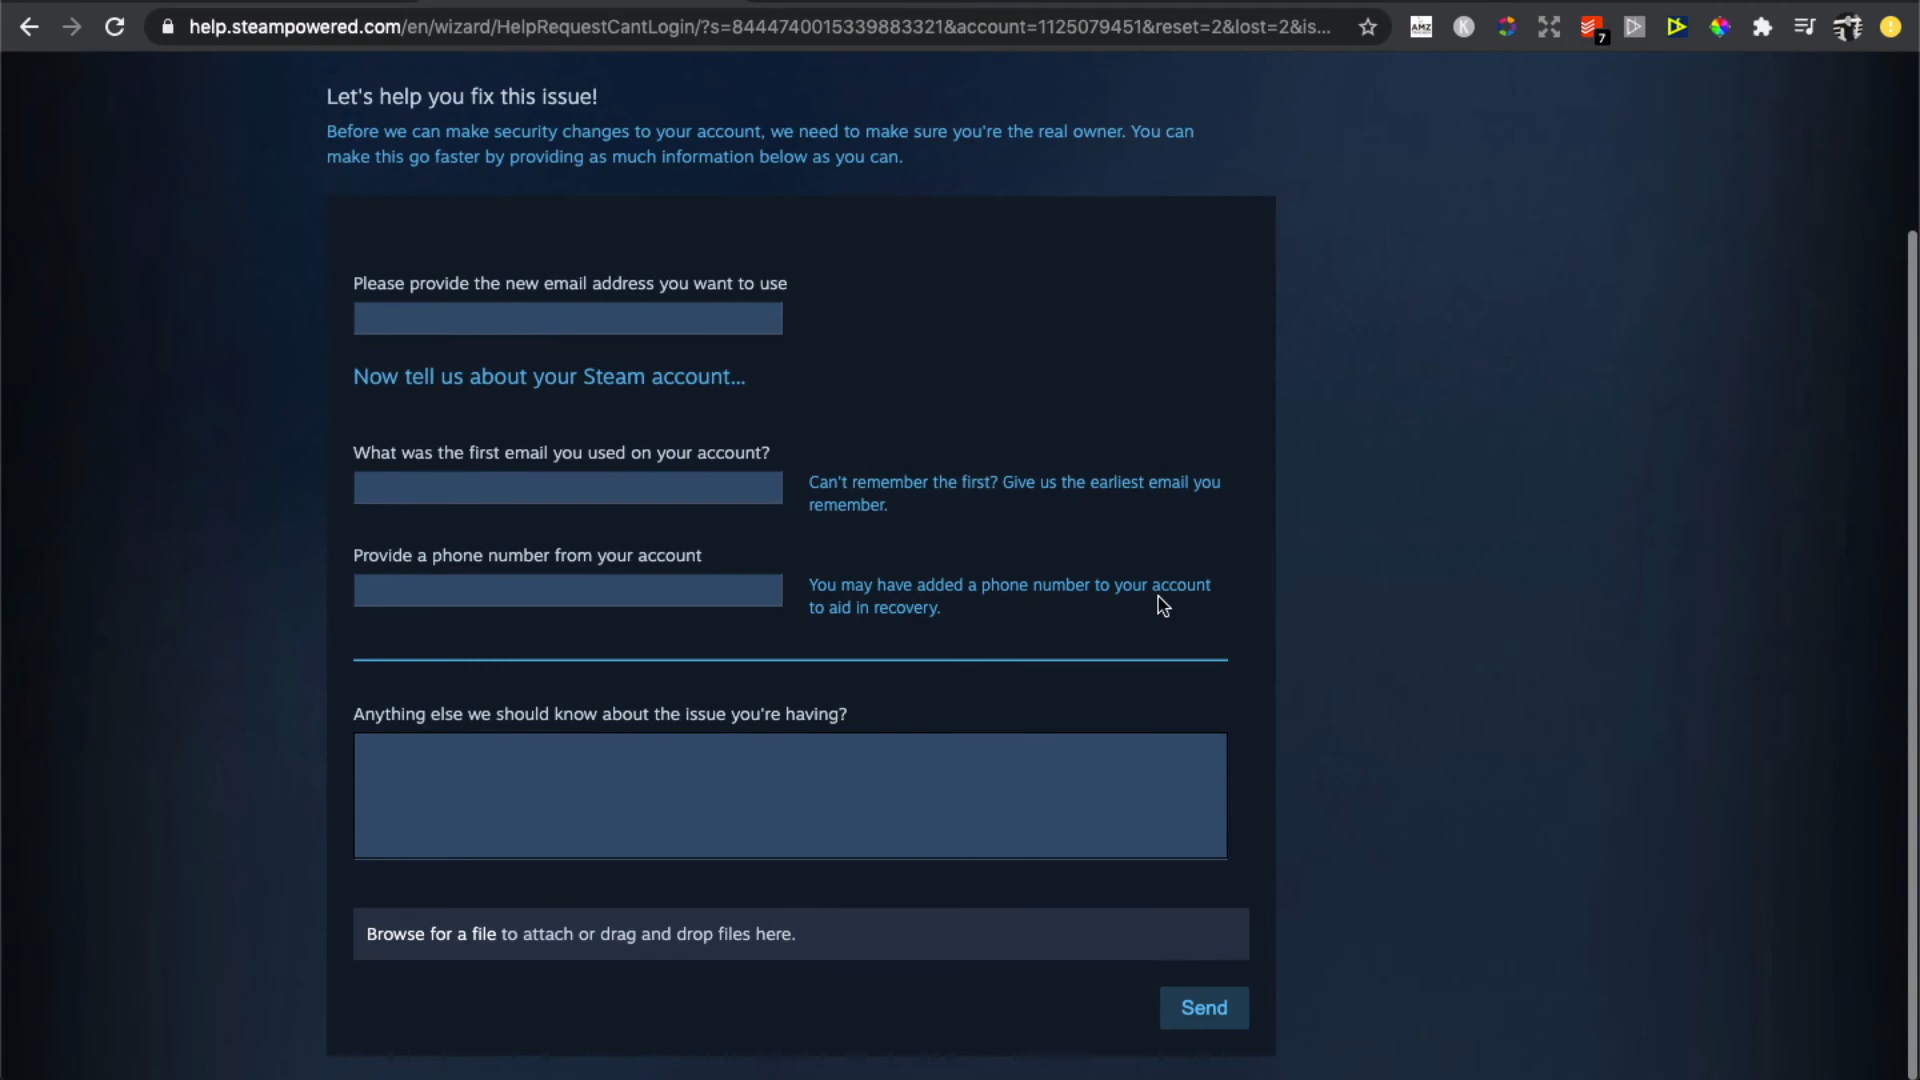 help.steampowered.com/en/wizard/HelpRequestCantLogin/?s=8444740015339883321&account=1125079451&reset=2&lost=2&is...
AMZ
K
7
Let's help you fix this issue!
Before we can make security changes to your account, we need to make sure you're the real owner. You can
make this go faster by providing as much information below as you can.
Please provide the new email address you want to use
Now tell us about your Steam account...
What was the first email you used on your account?
Can't remember the first? Give us the earliest email you
remember.
Provide a phone number from your account
You may have added a phone number to your account
to aid in recovery.
Anything else we should know about the issue you're having?
Browse for a file to attach or drag and drop files here.
Send